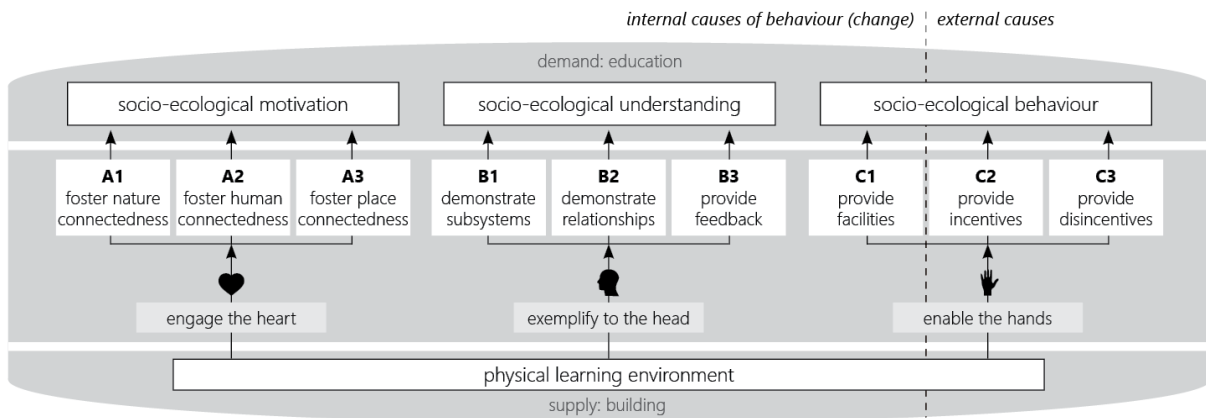 internal causes of behaviour (change) external causes
demand: education
socio-ecological motivation
socio-ecological understanding
socio-ecological behaviour
A1
foster nature
connectedness
A2
foster human
connectedness
A3
foster place
connectedness
B1
demonstrate
subsystems
B2
demonstrate
relationships
B3
provide
feedback
C1
provide
facilities
C2
provide
incentives
C3
provide
disincentives
engage the heart
exemplify to the head
enable the hands
physical learning environment
supply: building